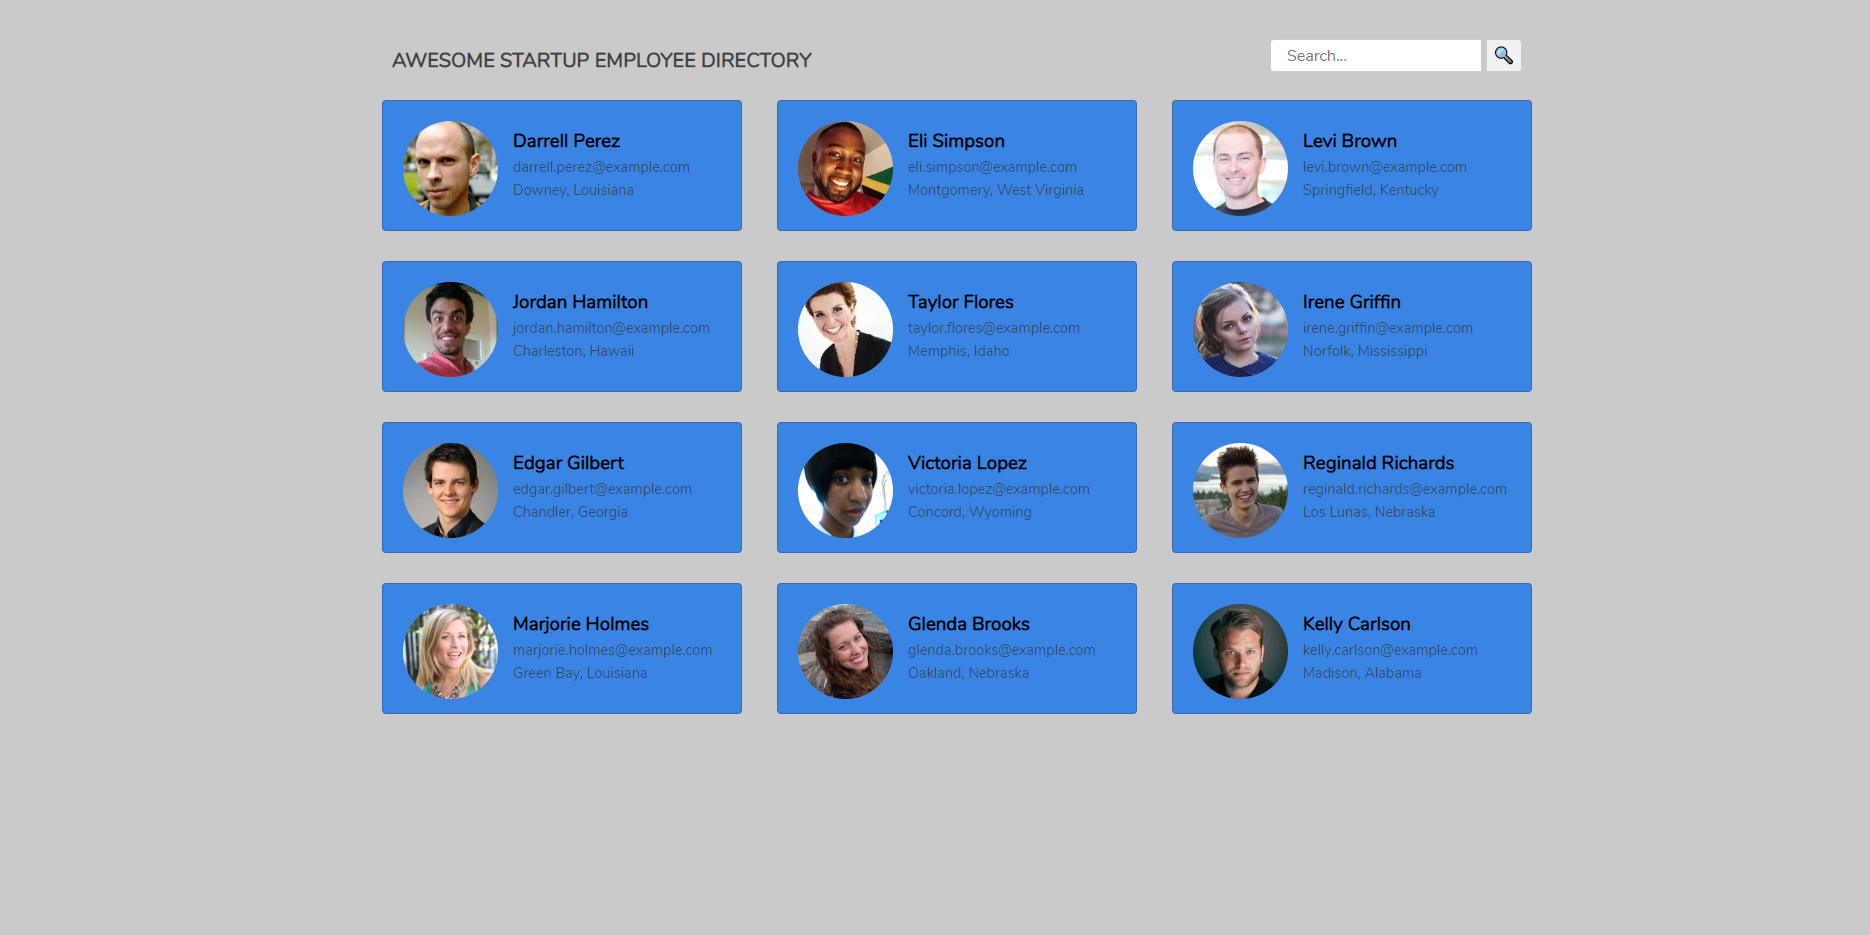 AWESOME STARTUP EMPLOYEE DIRECTORY
Search...
Darrell Perez
darrell.perez@example.com
Downey, Louisiana
Eli Simpson
eli.simpson@example.com
Montgomery, West Virginia
Levi Brown
levi.brown@example.com
Springfield, Kentucky
Jordan Hamilton
jordan.hamilton@example.com
Charleston, Hawaii
Taylor Flores
taylor.flores@example.com
Memphis, Idaho
Irene Griffin
irene.griffin@example.com
Norfolk, Mississippi
Edgar Gilbert
edgar.gilbert@example.com
Chandler, Georgia
Victoria Lopez
victoria.lopez@example.com
Concord, Wyoming
Reginald Richards
reginald.richards@example.com
Los Lunas, Nebraska
Marjorie Holmes
marjorie.holmes@example.com
Green Bay, Louisiana
Glenda Brooks
glenda.brooks@example.com
Oakland, Nebraska
Kelly Carlson
kelly.carlson@example.com
Madison, Alabama